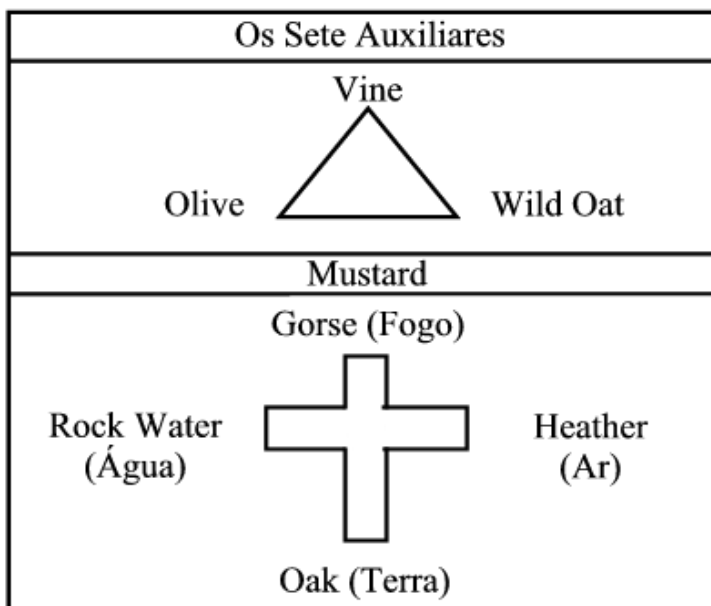 Os Sete Auxiliares
Vine
Olive Wild Oat
Mustard
Gorse (Fogo)
Rock Water Heather
(Água) (Ar)
Oak (Terra)